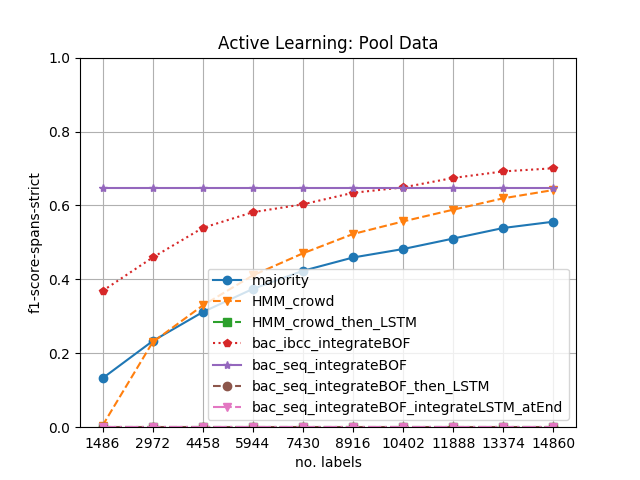 Active Learning: Pool Data
f1-score-spans-strict
1.0
0.8
0.6
0.4
0.2
0.0
majority
HMM_crowd
HMM_crowd_then_LSTM
bac_ibcc_integrateBOF
bac_seq_integrateBOF
bac_seq_integrateBOF_then_LSTM
bac_seq_integrateBOF_integrateLSTM_atEnd
1486 2972 4458 5944 7430 8916 10402 11888 13374 14860
no. labels